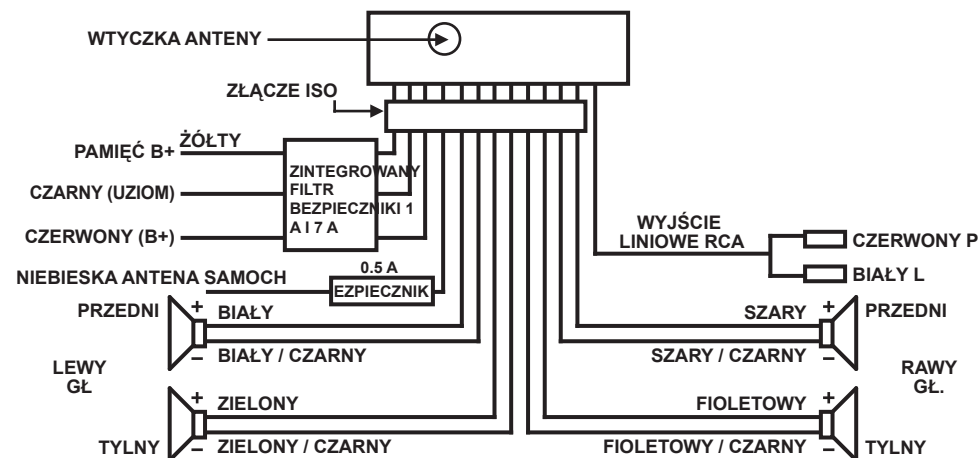 WTYCZKA ANTENY
ZŁĄCZE ISO
PAMIĘĆ B+ ŻÓŁTY
CZARNY (UZIOM)
CZERWONY (B+)
ZINTEGROWANY
FILTR
BEZPIECZNIKI 1
A I 7 A
NIEBIESKA ANTENA SAMOCH
0.5 A
EZPIECZNIK
WYJŚCIE
LINIOWE RCA
CZERWONY P
BIAŁY L
PRZEDNI
+ BIAŁY
– BIAŁY / CZARNY
LEWY
GŁ
+ ZIELONY
TYLNY
– ZIELONY / CZARNY
SZARY +
PRZEDNI
SZARY / CZARNY –
RAWY
GŁ.
FIOLETOWY +
FIOLETOWY / CZARNY –
TYLNY